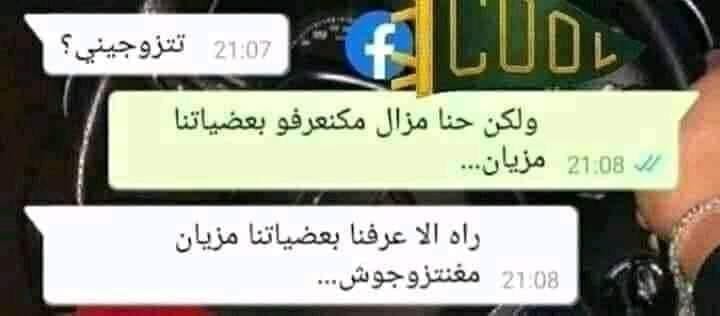 COOL
f
تتزوجيني؟
21:07
ولكن حنا مزال مكنعرفو بعضياتنا
مزيان...
21:08
راه الا عرفنا بعضياتنا مزيان
مغنتزوجوش...
21:08